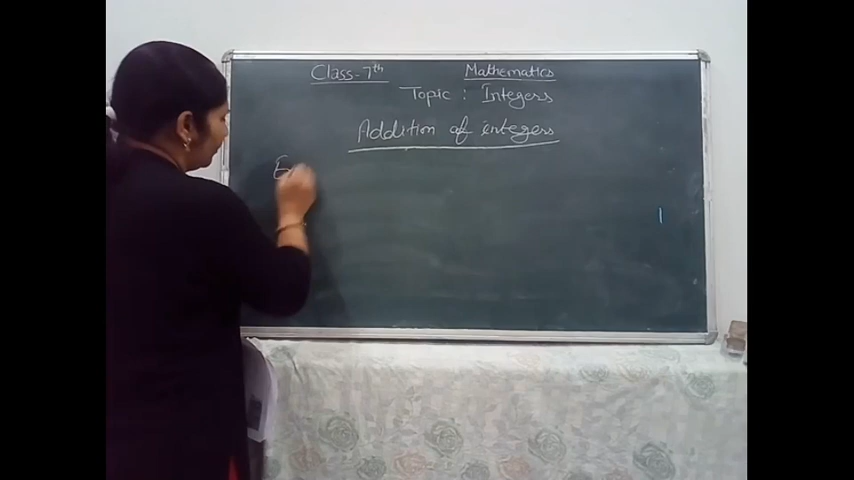 Class-7th Mathematics
Topic : Integers
Addition of integers
E